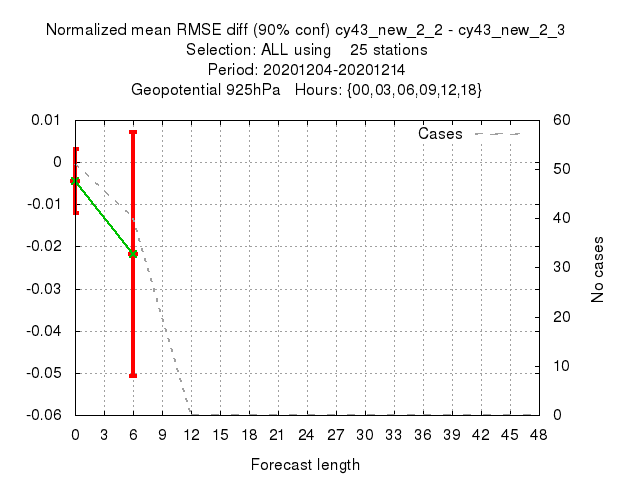 Normalized mean RMSE diff (90% conf) cy43_new_2_2 - cy43_new_2_3
Selection: ALL using    25 stations
Period: 20201204-20201214
Geopotential 925hPa   Hours: {00,03,06,09,12,18}
Cases
0.01
0
-0.01
-0.02
-0.03
-0.04
-0.05
-0.06
60
50
40
30
20
10
0
No cases
0 3 6 9 12 15 18 21 24 27 30 33 36 39 42 45 48
Forecast length